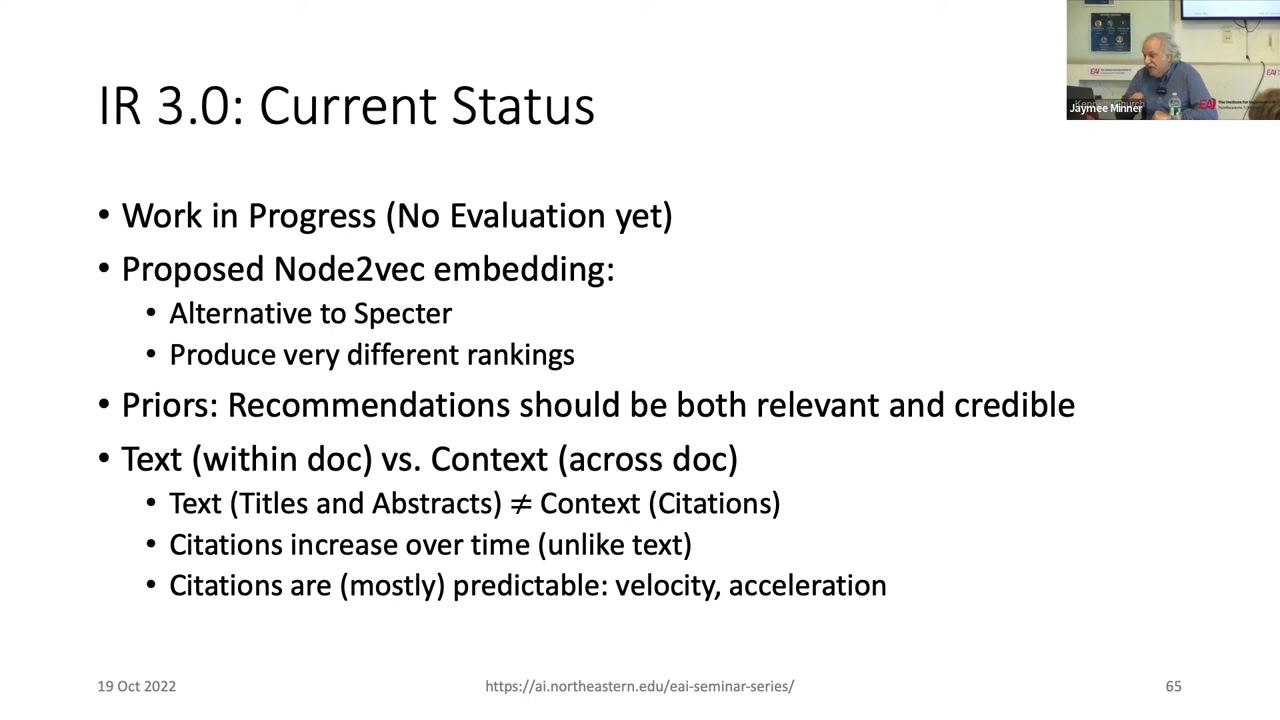 IR 3.0: Current Status
• Work in Progress (No Evaluation yet)
• Proposed Node2vec embedding:
• Alternative to Specter
• Produce very different rankings
• Priors: Recommendations should be both relevant and credible
• Text (within doc) vs. Context (across doc)
• Text (Titles and Abstracts) ≠ Context (Citations)
• Citations increase over time (unlike text)
• Citations are (mostly) predictable: velocity, acceleration
19 Oct 2022
https://ai.northeastern.edu/eai-seminar-series/
65
EAI
EAI
Jaymee Minner
EAI